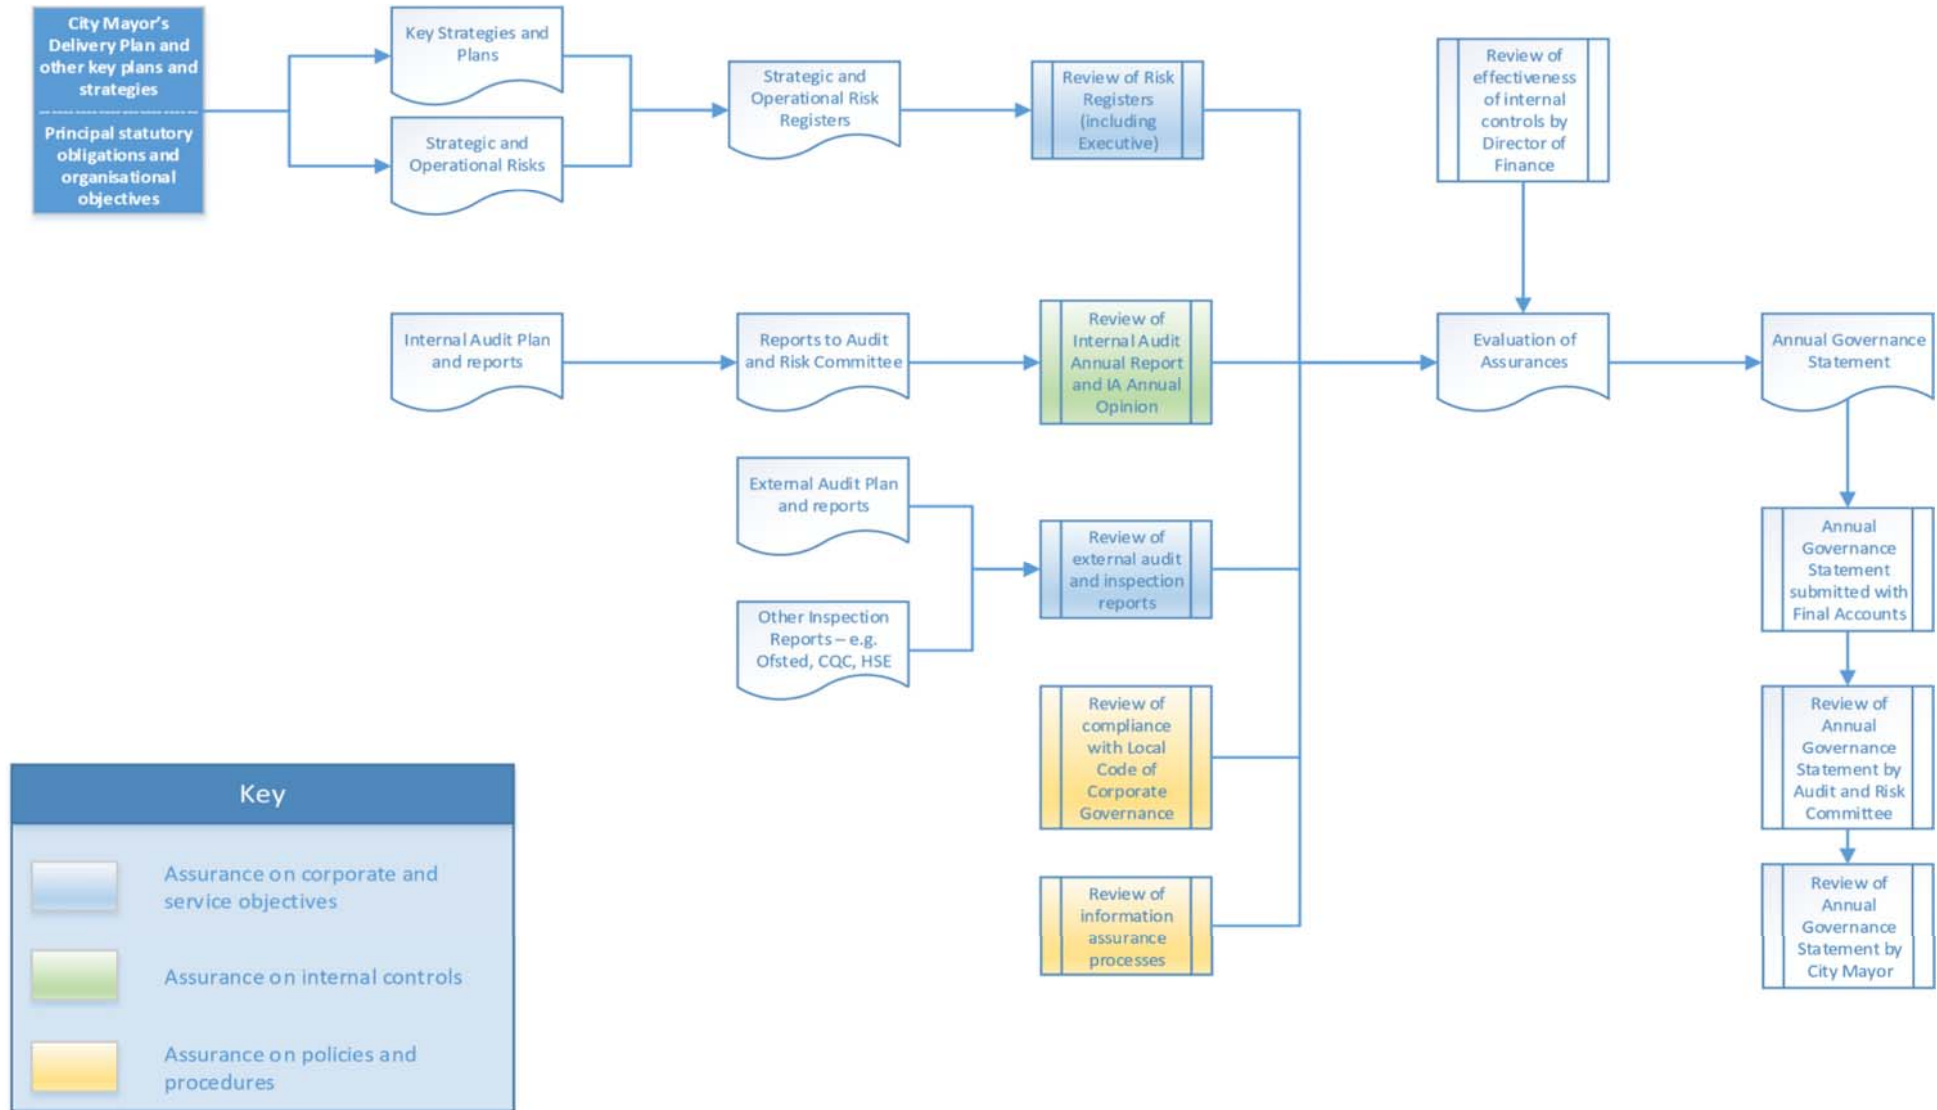 City Mayor's
Delivery Plan and
other key plans and
strategies
Principal statutory
obligations and
organisational
objectives
Key Strategies and
Plans
Strategic and
Operational Risks
Strategic and
Operational Risk
Registers
Review of Risk
Registers
(including
Executive)
Review of
effectiveness
of internal
controls by
Director of
Finance
Internal Audit Plan
and reports
Reports to Audit
and Risk Committee
Review of
Internal Audit
Annual Report
and IA Annual
Opinion
Evaluation of
Assurances
Annual Governance
Statement
External Audit Plan
and reports
Other Inspection
Reports – e.g.
Ofsted, CQC, HSE
Review of
external audit
and inspection
reports
Review of
compliance
with Local
Code of
Corporate
Governance
Review of
information
assurance
processes
Annual
Governance
Statement
submitted with
Final Accounts
Review of
Annual
Governance
Statement by
Audit and Risk
Committee
Review of
Annual
Governance
Statement by
City Mayor
Key
Assurance on corporate and
service objectives
Assurance on internal controls
Assurance on policies and
procedures